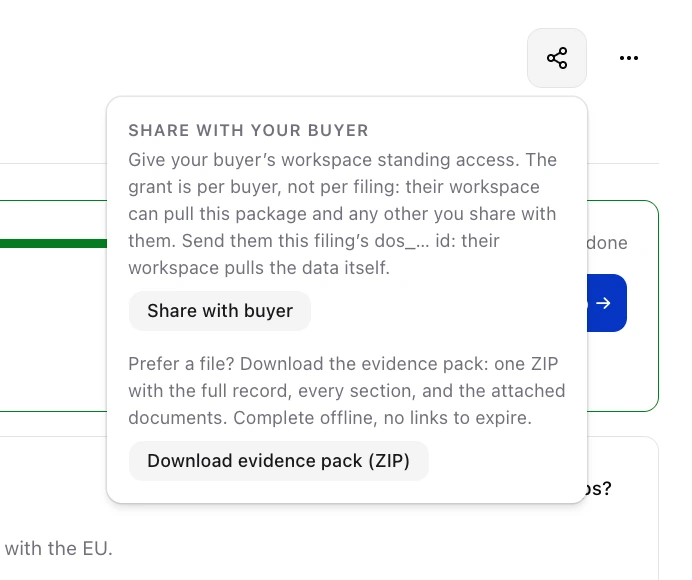 SHARE WITH YOUR BUYER
Give your buyer’s workspace standing access. The
grant is per buyer, not per filing: their workspace
can pull this package and any other you share with
them. Send them this filing’s dos_… id: their
workspace pulls the data itself.
done
Share with buyer
→
Prefer a file? Download the evidence pack: one ZIP
with the full record, every section, and the attached
documents. Complete offline, no links to expire.
Download evidence pack (ZIP)
with the EU.